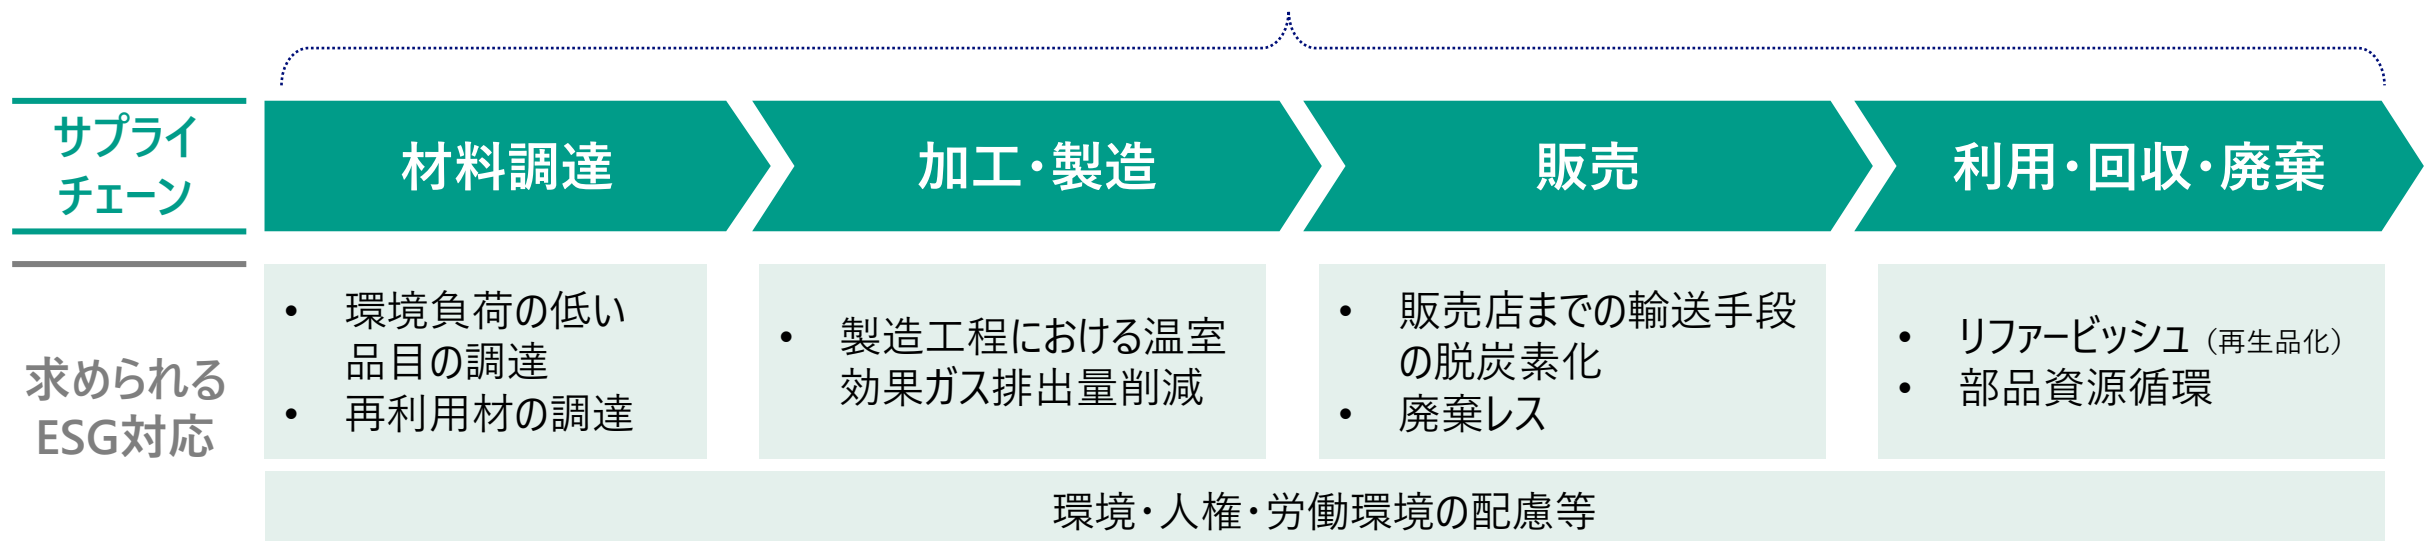 サプライ
チェーン
材料調達
加工・製造
販売
利用・回収・廃棄
求められる
ESG対応
• 環境負荷の低い
品目の調達
• 再利用材の調達
• 製造工程における温室
効果ガス排出量削減
• 販売店までの輸送手段
の脱炭素化
• 廃棄レス
• リファービッシュ（再生品化）
• 部品資源循環
環境・人権・労働環境の配慮等